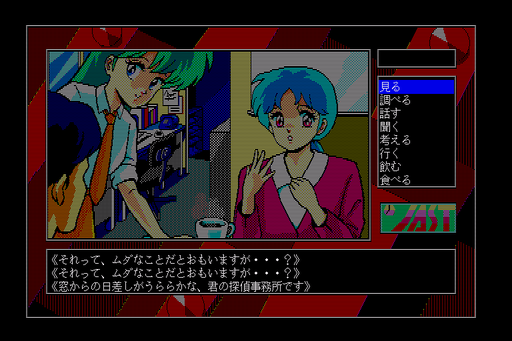 見る
調べる
話す
聞く
考える
行く
飲む
食べる
JAST
《それって、ムダなことだとおもいますが・・・？》
《それって、ムダなことだとおもいますが・・・？》
《窓からの日差しがうららかな、君の探偵事務所です》